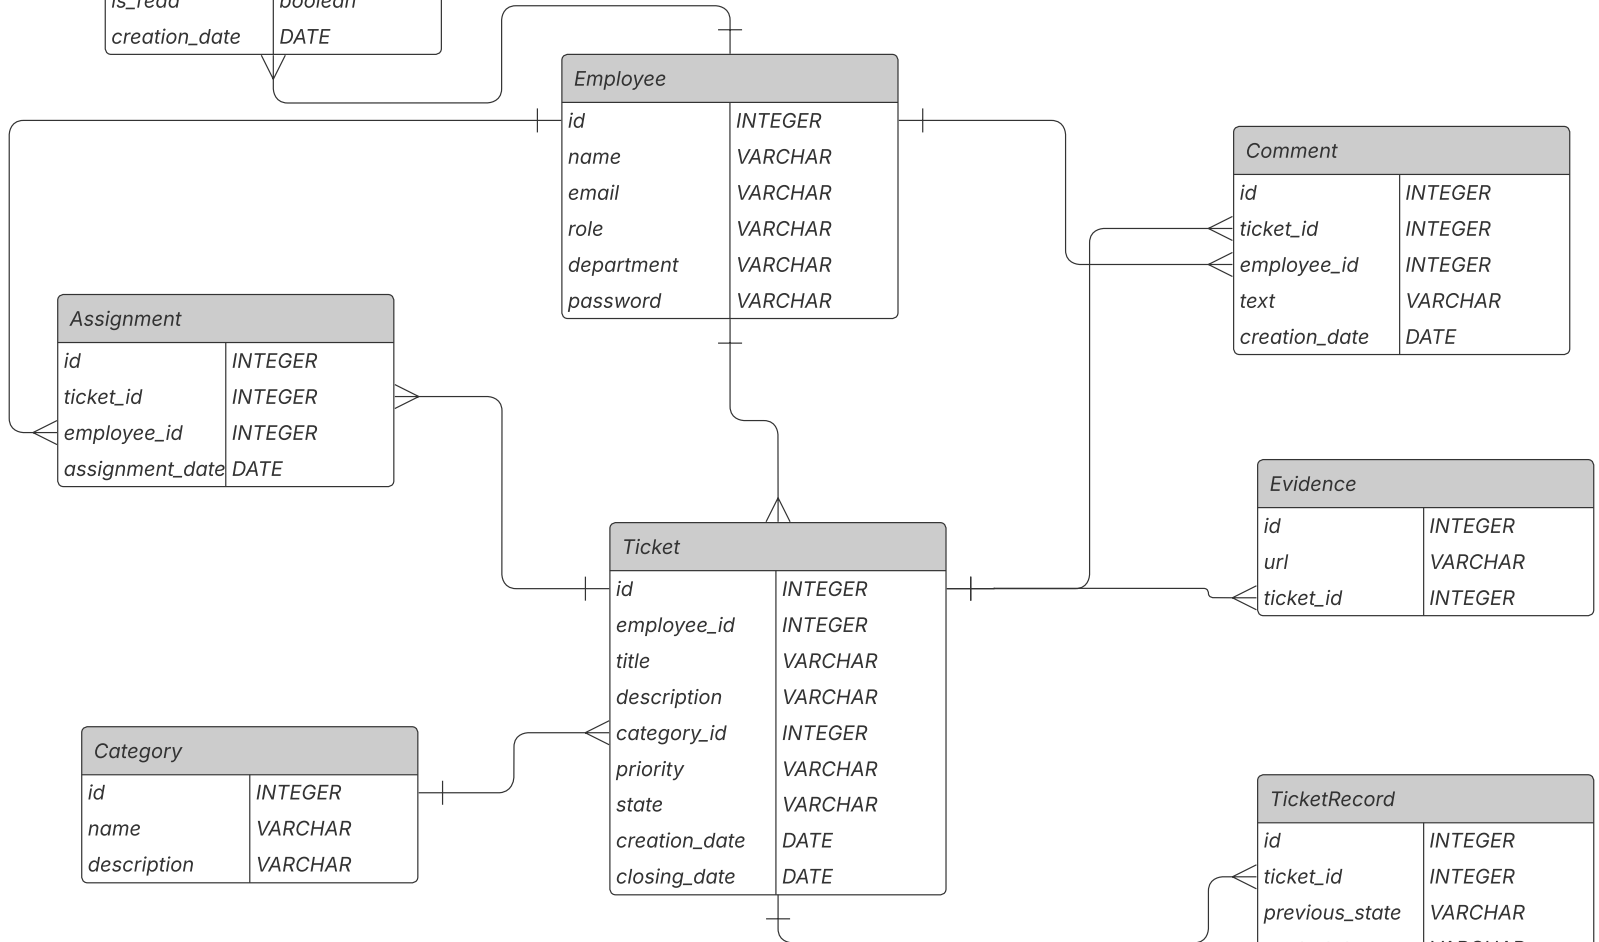 is_read boolean
creation_date DATE
Employee
id INTEGER
name VARCHAR
email VARCHAR
role VARCHAR
department VARCHAR
password VARCHAR
Comment
id INTEGER
ticket_id INTEGER
employee_id INTEGER
text VARCHAR
creation_date DATE
Assignment
id INTEGER
ticket_id INTEGER
employee_id INTEGER
assignment_date DATE
Evidence
id INTEGER
url VARCHAR
ticket_id INTEGER
Ticket
id INTEGER
employee_id INTEGER
title VARCHAR
description VARCHAR
category_id INTEGER
priority VARCHAR
state VARCHAR
creation_date DATE
closing_date DATE
Category
id INTEGER
name VARCHAR
description VARCHAR
TicketRecord
id INTEGER
ticket_id INTEGER
previous_state VARCHAR